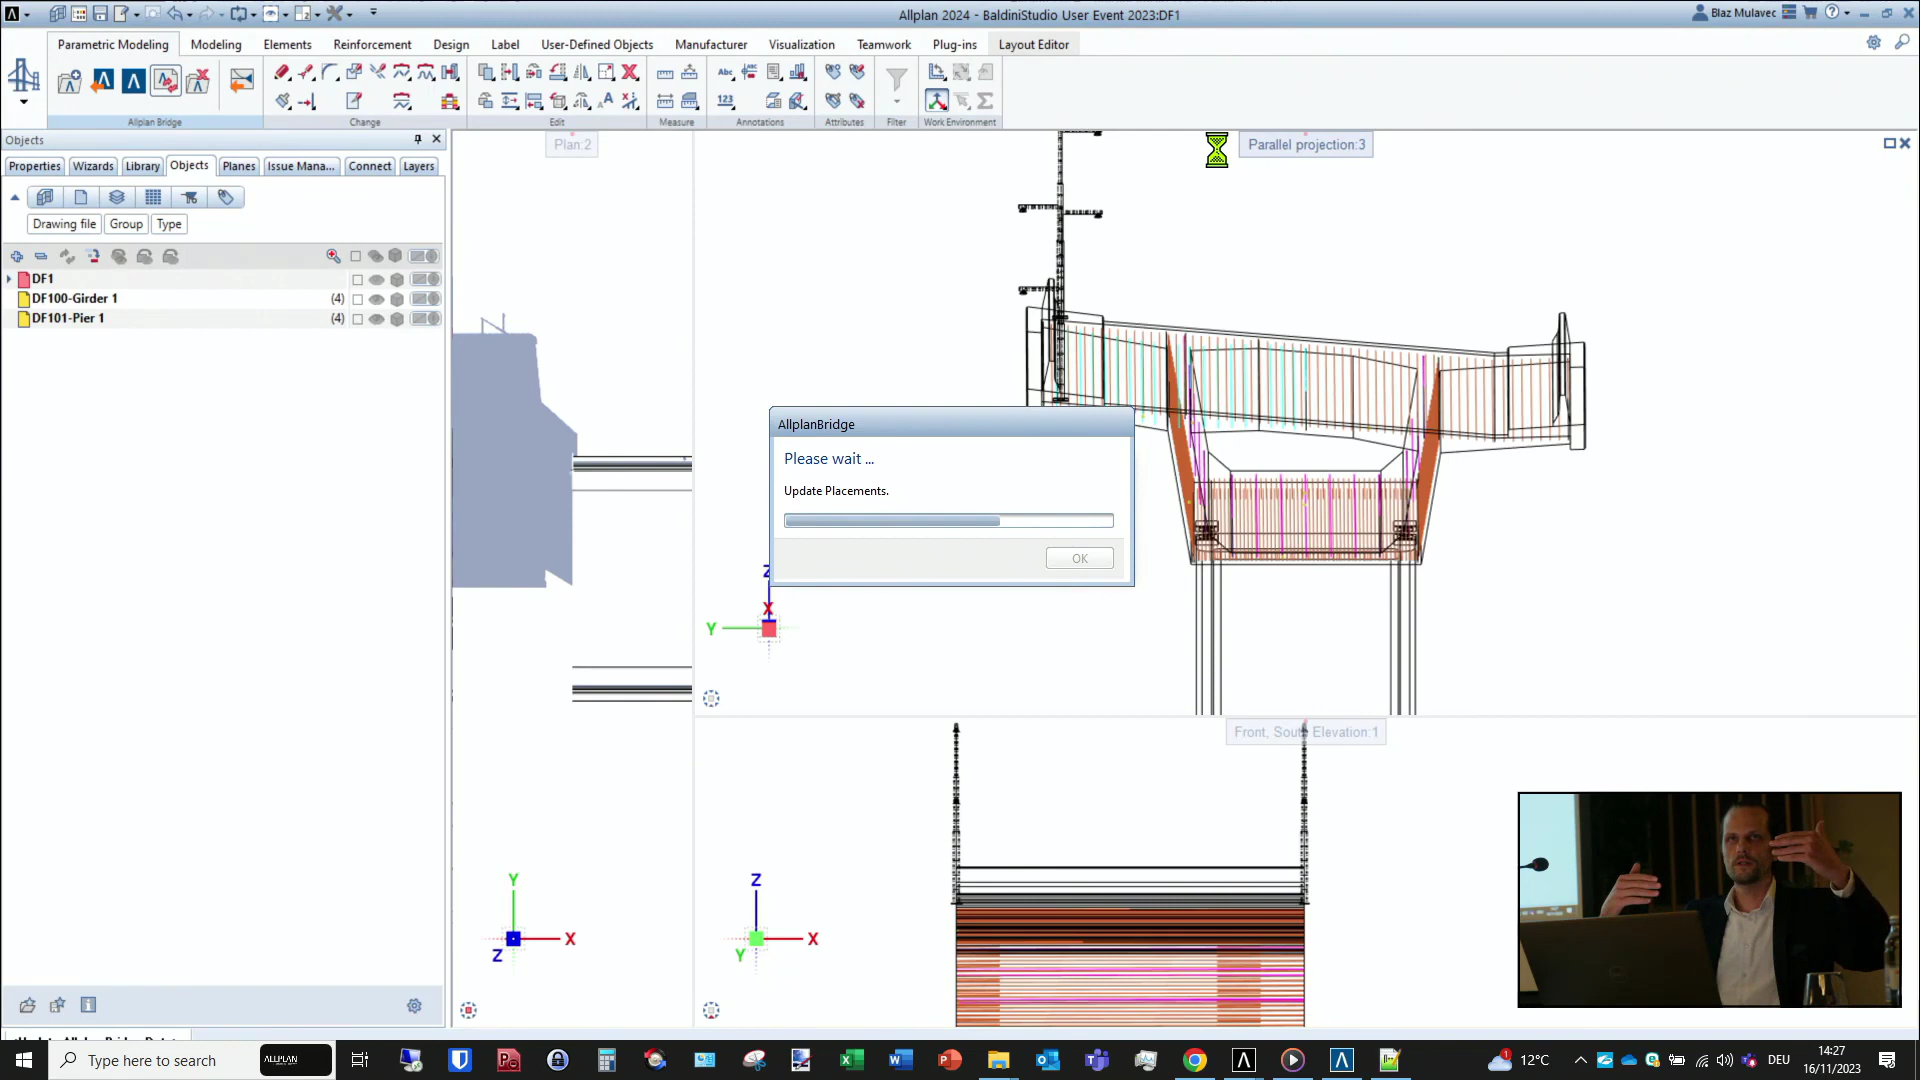 Allplan 2024 - BaldiniStudio User Event 2023:DF1
Blaz Mulavec
Parametric Modeling
Modeling
Elements
Reinforcement
Design
Label
User-Defined Objects
Manufacturer
Visualization
Teamwork
Plug-ins
Layout Editor
Abc
123
Allplan Bridge
Change
Edit
Measure
Annotations
Attributes
Filter
Work Environment
Objects
Properties
Wizards
Library
Objects
Planes
Issue Mana...
Connect
Layers
Drawing file
Group
Type
DF1
DF100-Girder 1 (4)
DF101-Pier 1 (4)
Plan:2
Parallel projection:3
AllplanBridge
Please wait ...
Update Placements.
OK
Z
X
Y
Front, South Elevation:1
Y
X
Z
Z
X
Y
Type here to search
ALLPLAN
12°C
DEU
14:27
16/11/2023